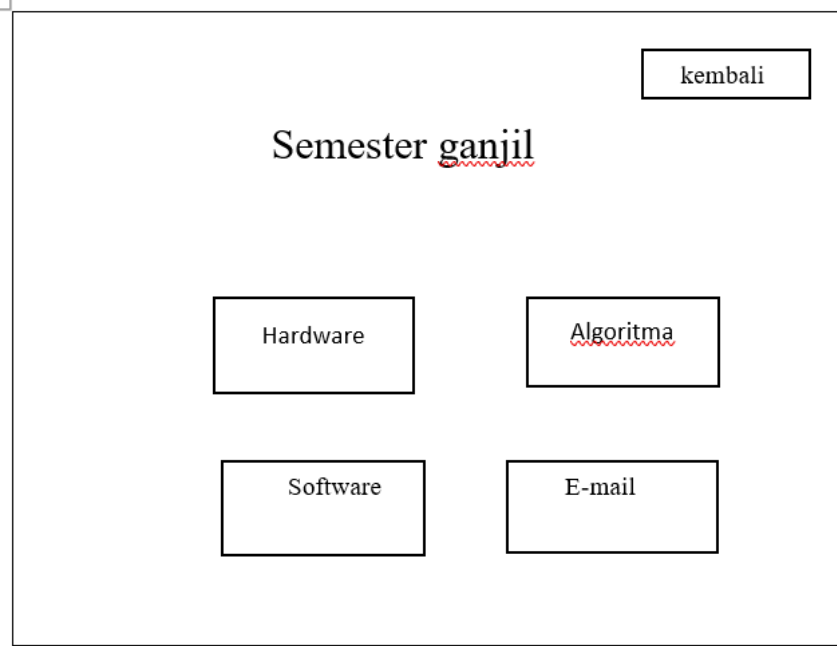 kembali
Semester ganjil
Hardware
Algoritma
Software
E-mail